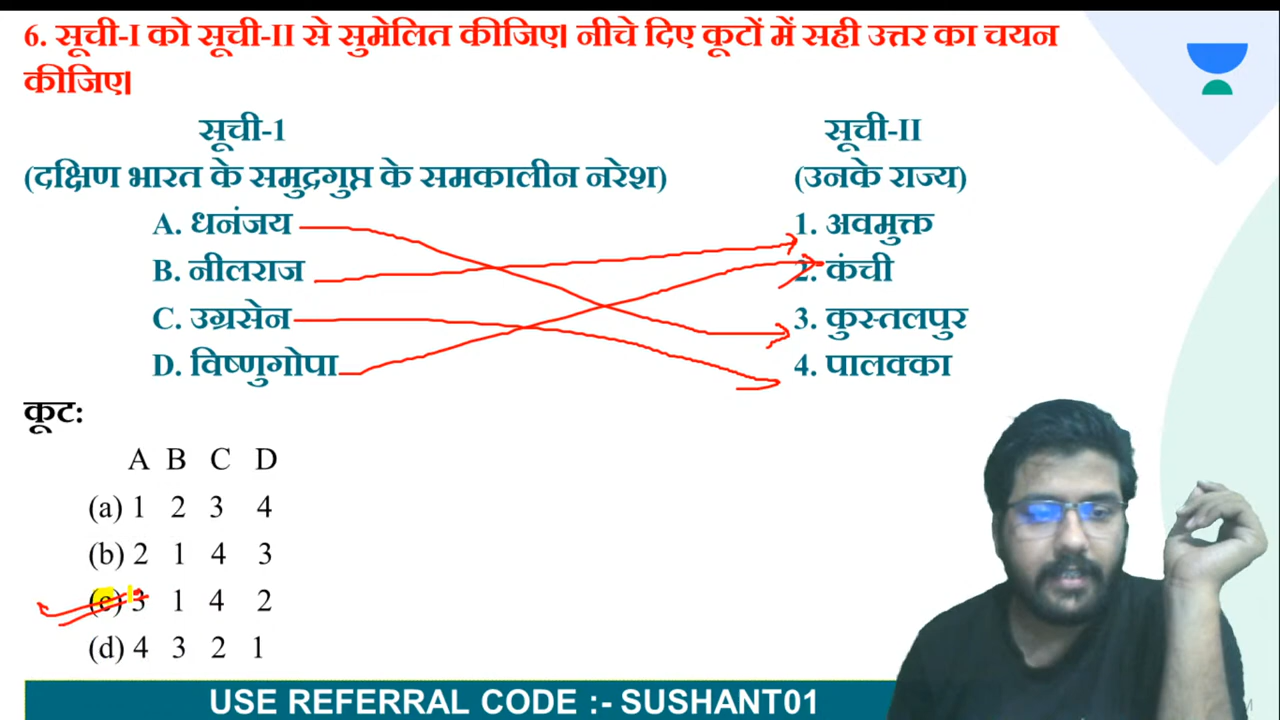 6. सूची-I को सूची-II से सुमेलित कीजिए। नीचे दिए कूटों में सही उत्तर का चयन
कीजिए।
सूची-1 सूची-II
(दक्षिण भारत के समुद्रगुप्त के समकालीन नरेश) (उनके राज्य)
A. धनंजय 1. अवमुक्त
B. नीलराज 2. कंची
C. उग्रसेन 3. कुस्तलपुर
D. विष्णुगोपा 4. पालक्का
कूट:
A B C D
(a) 1 2 3 4
(b) 2 1 4 3
(c) 3 1 4 2
(d) 4 3 2 1
USE REFERRAL CODE :- SUSHANT01